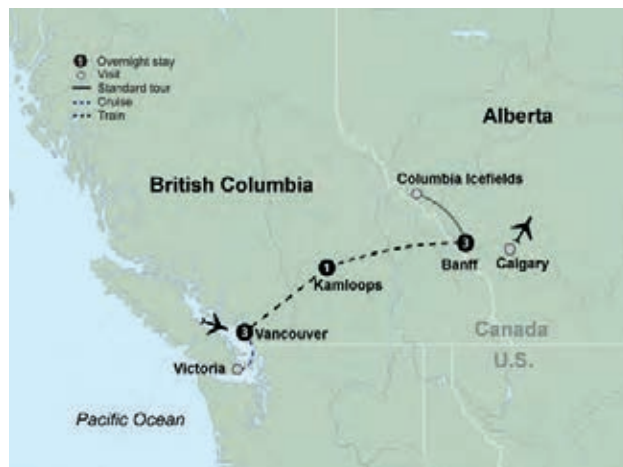 1 Overnight stay
Visit
Standard tour
Cruise
Train
Alberta
British Columbia
Columbia Icefields
3
Banff
Calgary
1
Kamloops
3
Vancouver
Victoria
Canada
U.S.
Pacific Ocean